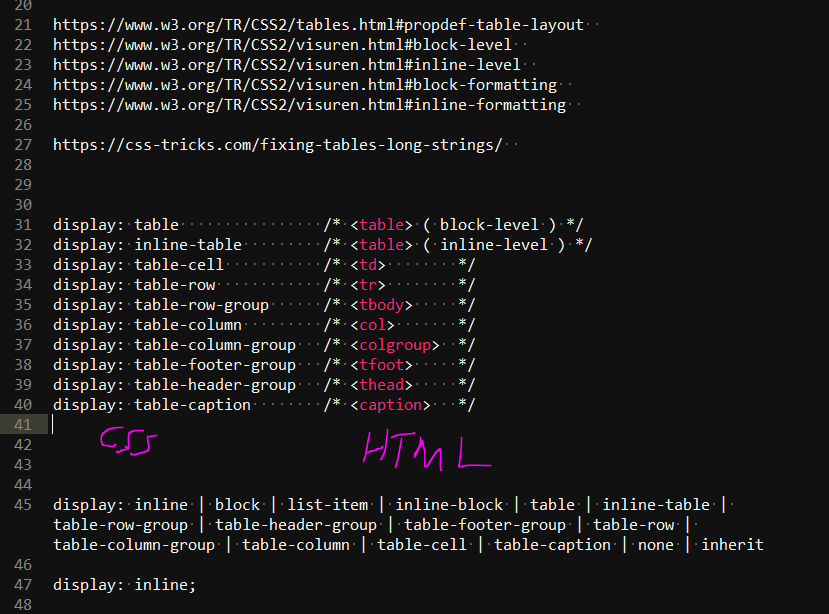 20
21 https://www.w3.org/TR/CSS2/tables.html#propdef-table-layout
22 https://www.w3.org/TR/CSS2/visuren.html#block-level
23 https://www.w3.org/TR/CSS2/visuren.html#inline-level
24 https://www.w3.org/TR/CSS2/visuren.html#block-formatting
25 https://www.w3.org/TR/CSS2/visuren.html#inline-formatting
26
27 https://css-tricks.com/fixing-tables-long-strings/
28
29
30
31 display: table /* <table> ( block-level ) */
32 display: inline-table /* <table> ( inline-level ) */
33 display: table-cell /* <td> */
34 display: table-row /* <tr> */
35 display: table-row-group /* <tbody> */
36 display: table-column /* <col> */
37 display: table-column-group /* <colgroup> */
38 display: table-footer-group /* <tfoot> */
39 display: table-header-group /* <thead> */
40 display: table-caption /* <caption> */
41
CSS HTML
42
43
44
45 display: inline | block | list-item | inline-block | table | inline-table |
table-row-group | table-header-group | table-footer-group | table-row |
table-column-group | table-column | table-cell | table-caption | none | inherit
46
47 display: inline;
48